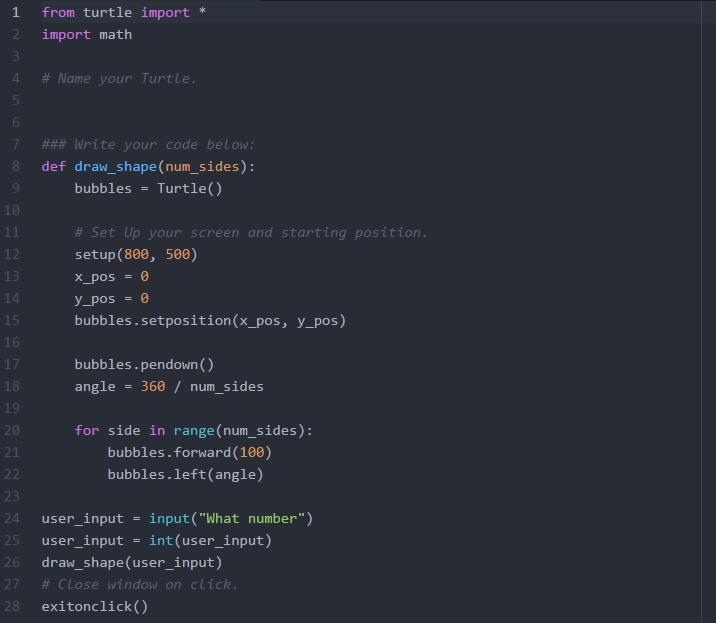 1 from turtle import *
2 import math
3
4 # Name your Turtle.
5
6
7 ### Write your code below:
8 def draw_shape(num_sides):
9     bubbles = Turtle()
10
11     # Set Up your screen and starting position.
12     setup(800, 500)
13     x_pos = 0
14     y_pos = 0
15     bubbles.setposition(x_pos, y_pos)
16
17     bubbles.pendown()
18     angle = 360 / num_sides
19
20     for side in range(num_sides):
21         bubbles.forward(100)
22         bubbles.left(angle)
23
24 user_input = input("What number")
25 user_input = int(user_input)
26 draw_shape(user_input)
27 # Close window on click.
28 exitonclick()